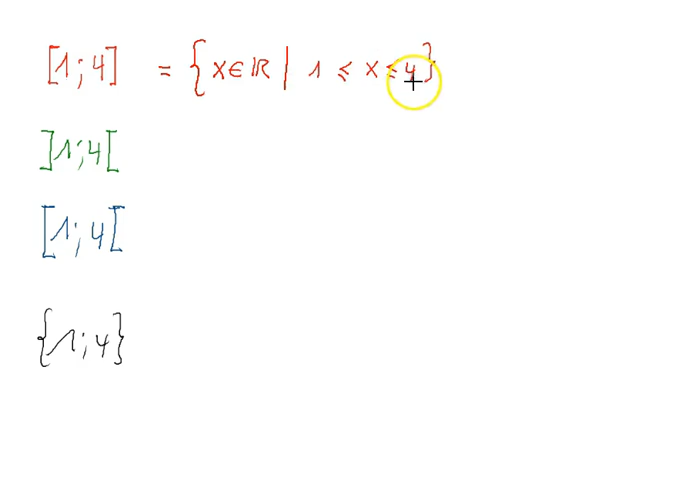 [1;4] = {x∈ℝ | 1 ≤ x ≤ 4}
]1;4[
[1;4[
{1;4}